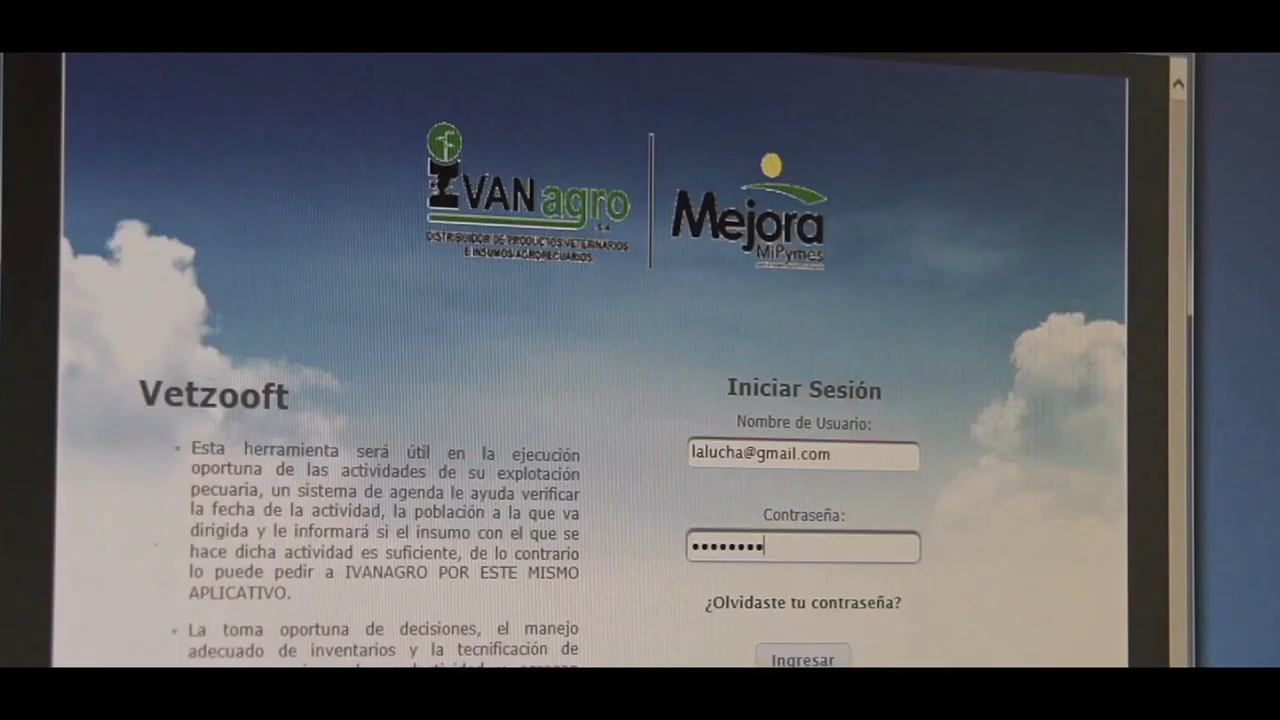 IVAN agro
S.A.
DISTRIBUIDOR DE PRODUCTOS VETERINARIOS
E INSUMOS AGROPECUARIOS
Mejora
MiPymes
Vetzooft
Esta herramienta será útil en la ejecución
oportuna de las actividades de su explotación
pecuaria, un sistema de agenda le ayuda verificar
la fecha de la actividad, la población a la que va
dirigida y le informará si el insumo con el que se
hace dicha actividad es suficiente, de lo contrario
lo puede pedir a IVANAGRO POR ESTE MISMO
APLICATIVO.
La toma oportuna de decisiones, el manejo
adecuado de inventarios y la tecnificación de
Iniciar Sesión
Nombre de Usuario:
lalucha@gmail.com
Contraseña:
••••••••
¿Olvidaste tu contraseña?
Ingresar